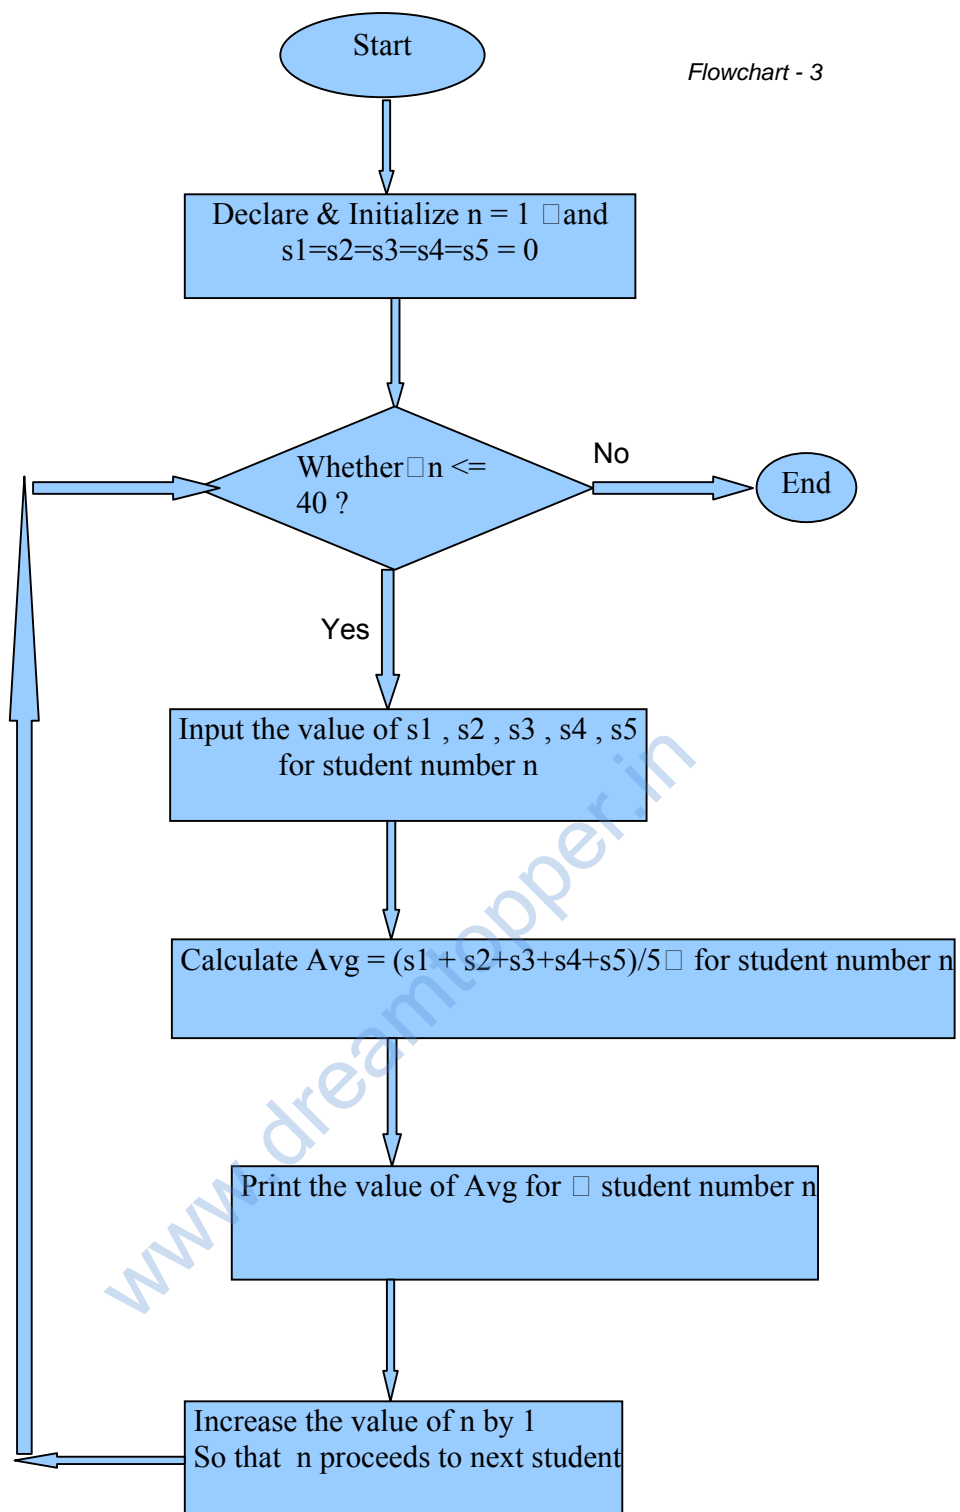 Start
Flowchart - 3
Declare & Initialize n = 1 □and
s1=s2=s3=s4=s5 = 0
Whether□n <=
40 ?
No
End
Yes
Input the value of s1 , s2 , s3 , s4 , s5
for student number n
Calculate Avg = (s1 + s2+s3+s4+s5)/5□ for student number n
Print the value of Avg for □ student number n
Increase the value of n by 1
So that n proceeds to next student
www.dreamtopper.in